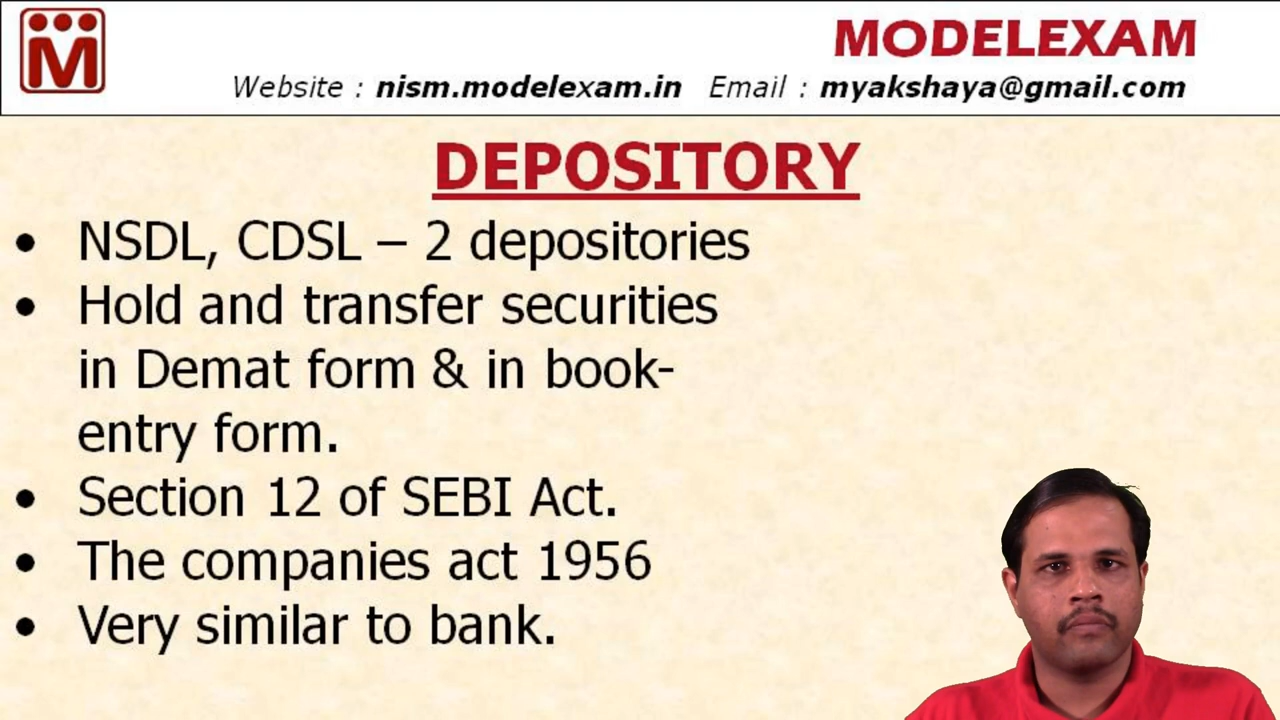 M
MODELEXAM
Website : nism.modelexam.in Email : myakshaya@gmail.com
DEPOSITORY
• NSDL, CDSL – 2 depositories
• Hold and transfer securities
in Demat form & in book-
entry form.
• Section 12 of SEBI Act.
• The companies act 1956
• Very similar to bank.